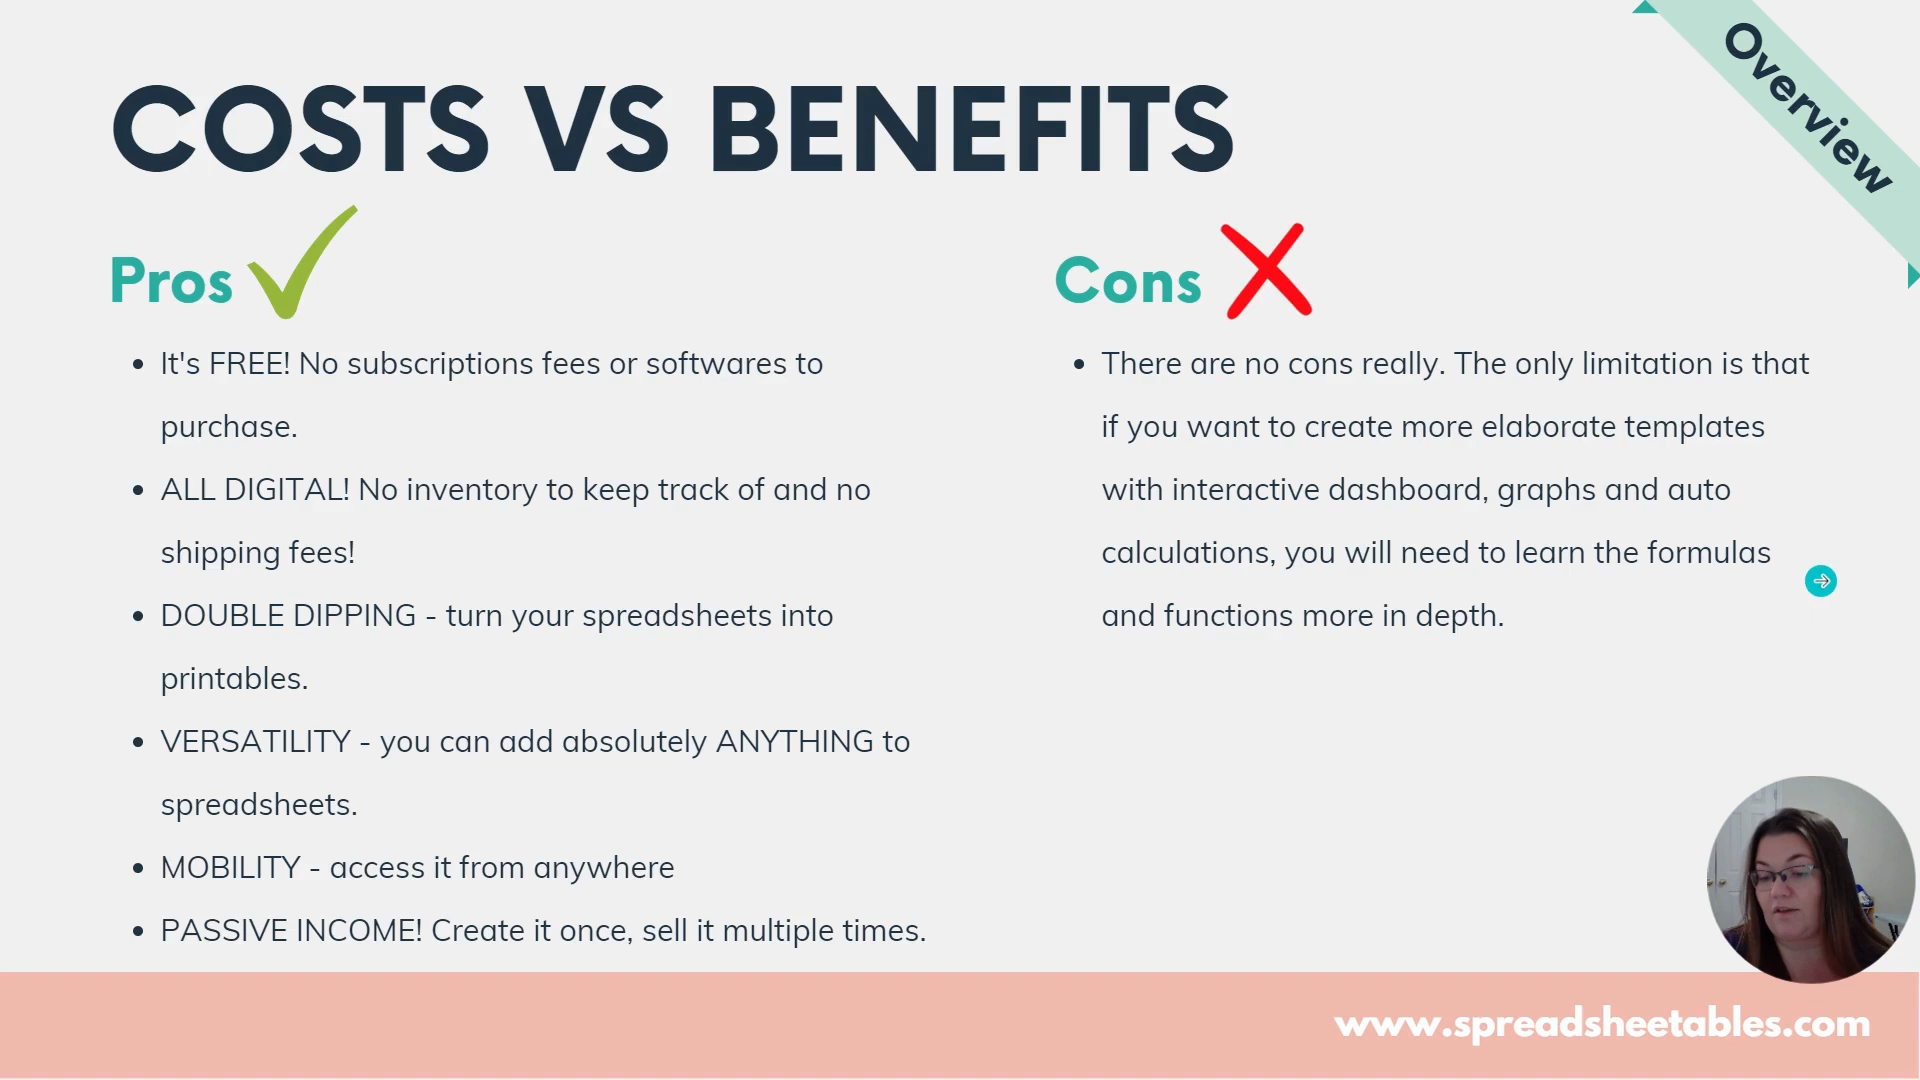 Overview
COSTS VS BENEFITS
Pros
It's FREE! No subscriptions fees or softwares to
purchase.
ALL DIGITAL! No inventory to keep track of and no
shipping fees!
DOUBLE DIPPING - turn your spreadsheets into
printables.
VERSATILITY - you can add absolutely ANYTHING to
spreadsheets.
MOBILITY - access it from anywhere
PASSIVE INCOME! Create it once, sell it multiple times.
Cons
There are no cons really. The only limitation is that
if you want to create more elaborate templates
with interactive dashboard, graphs and auto
calculations, you will need to learn the formulas
and functions more in depth.
www.spreadsheetables.com